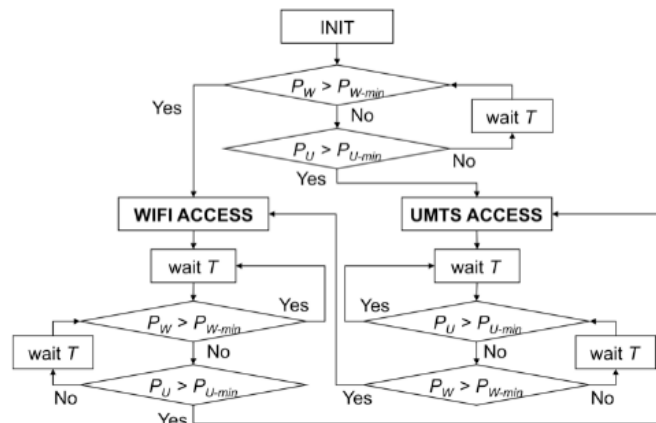 INIT
P_W > P_W-min
Yes
No
wait T
P_U > P_U-min
No
Yes
WIFI ACCESS
UMTS ACCESS
wait T
wait T
Yes
Yes
P_W > P_W-min
P_U > P_U-min
wait T
No
No
wait T
P_U > P_U-min
P_W > P_W-min
No
Yes
No
Yes